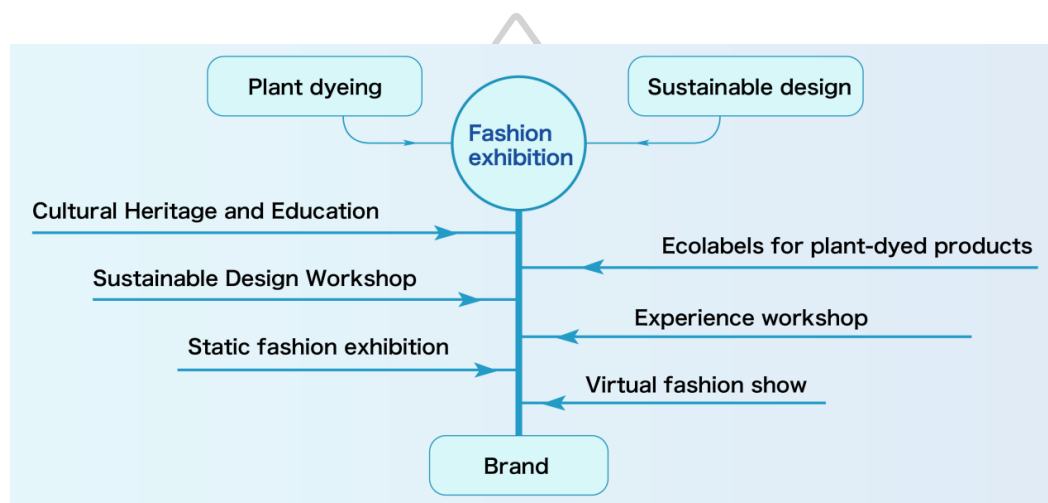 Plant dyeing
Sustainable design
Fashion
exhibition
Cultural Heritage and Education
Ecolabels for plant-dyed products
Sustainable Design Workshop
Experience workshop
Static fashion exhibition
Virtual fashion show
Brand